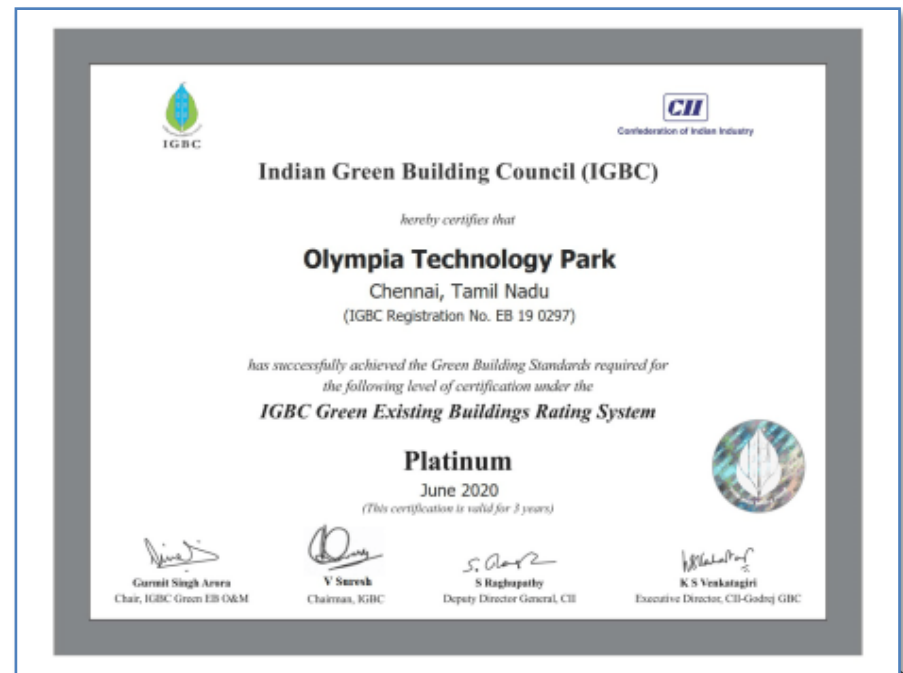 IGBC
CII
Confederation of Indian Industry
Indian Green Building Council (IGBC)
hereby certifies that
Olympia Technology Park
Chennai, Tamil Nadu
(IGBC Registration No. EB 19 0297)
has successfully achieved the Green Building Standards required for
the following level of certification under the
IGBC Green Existing Buildings Rating System
Platinum
June 2020
(This certification is valid for 3 years)
Gurmit Singh Arora
Chair, IGBC Green EB O&M
V Suresh
Chairman, IGBC
S Raghupathy
Deputy Director General, CII
K S Venkatagiri
Executive Director, CII-Godrej GBC